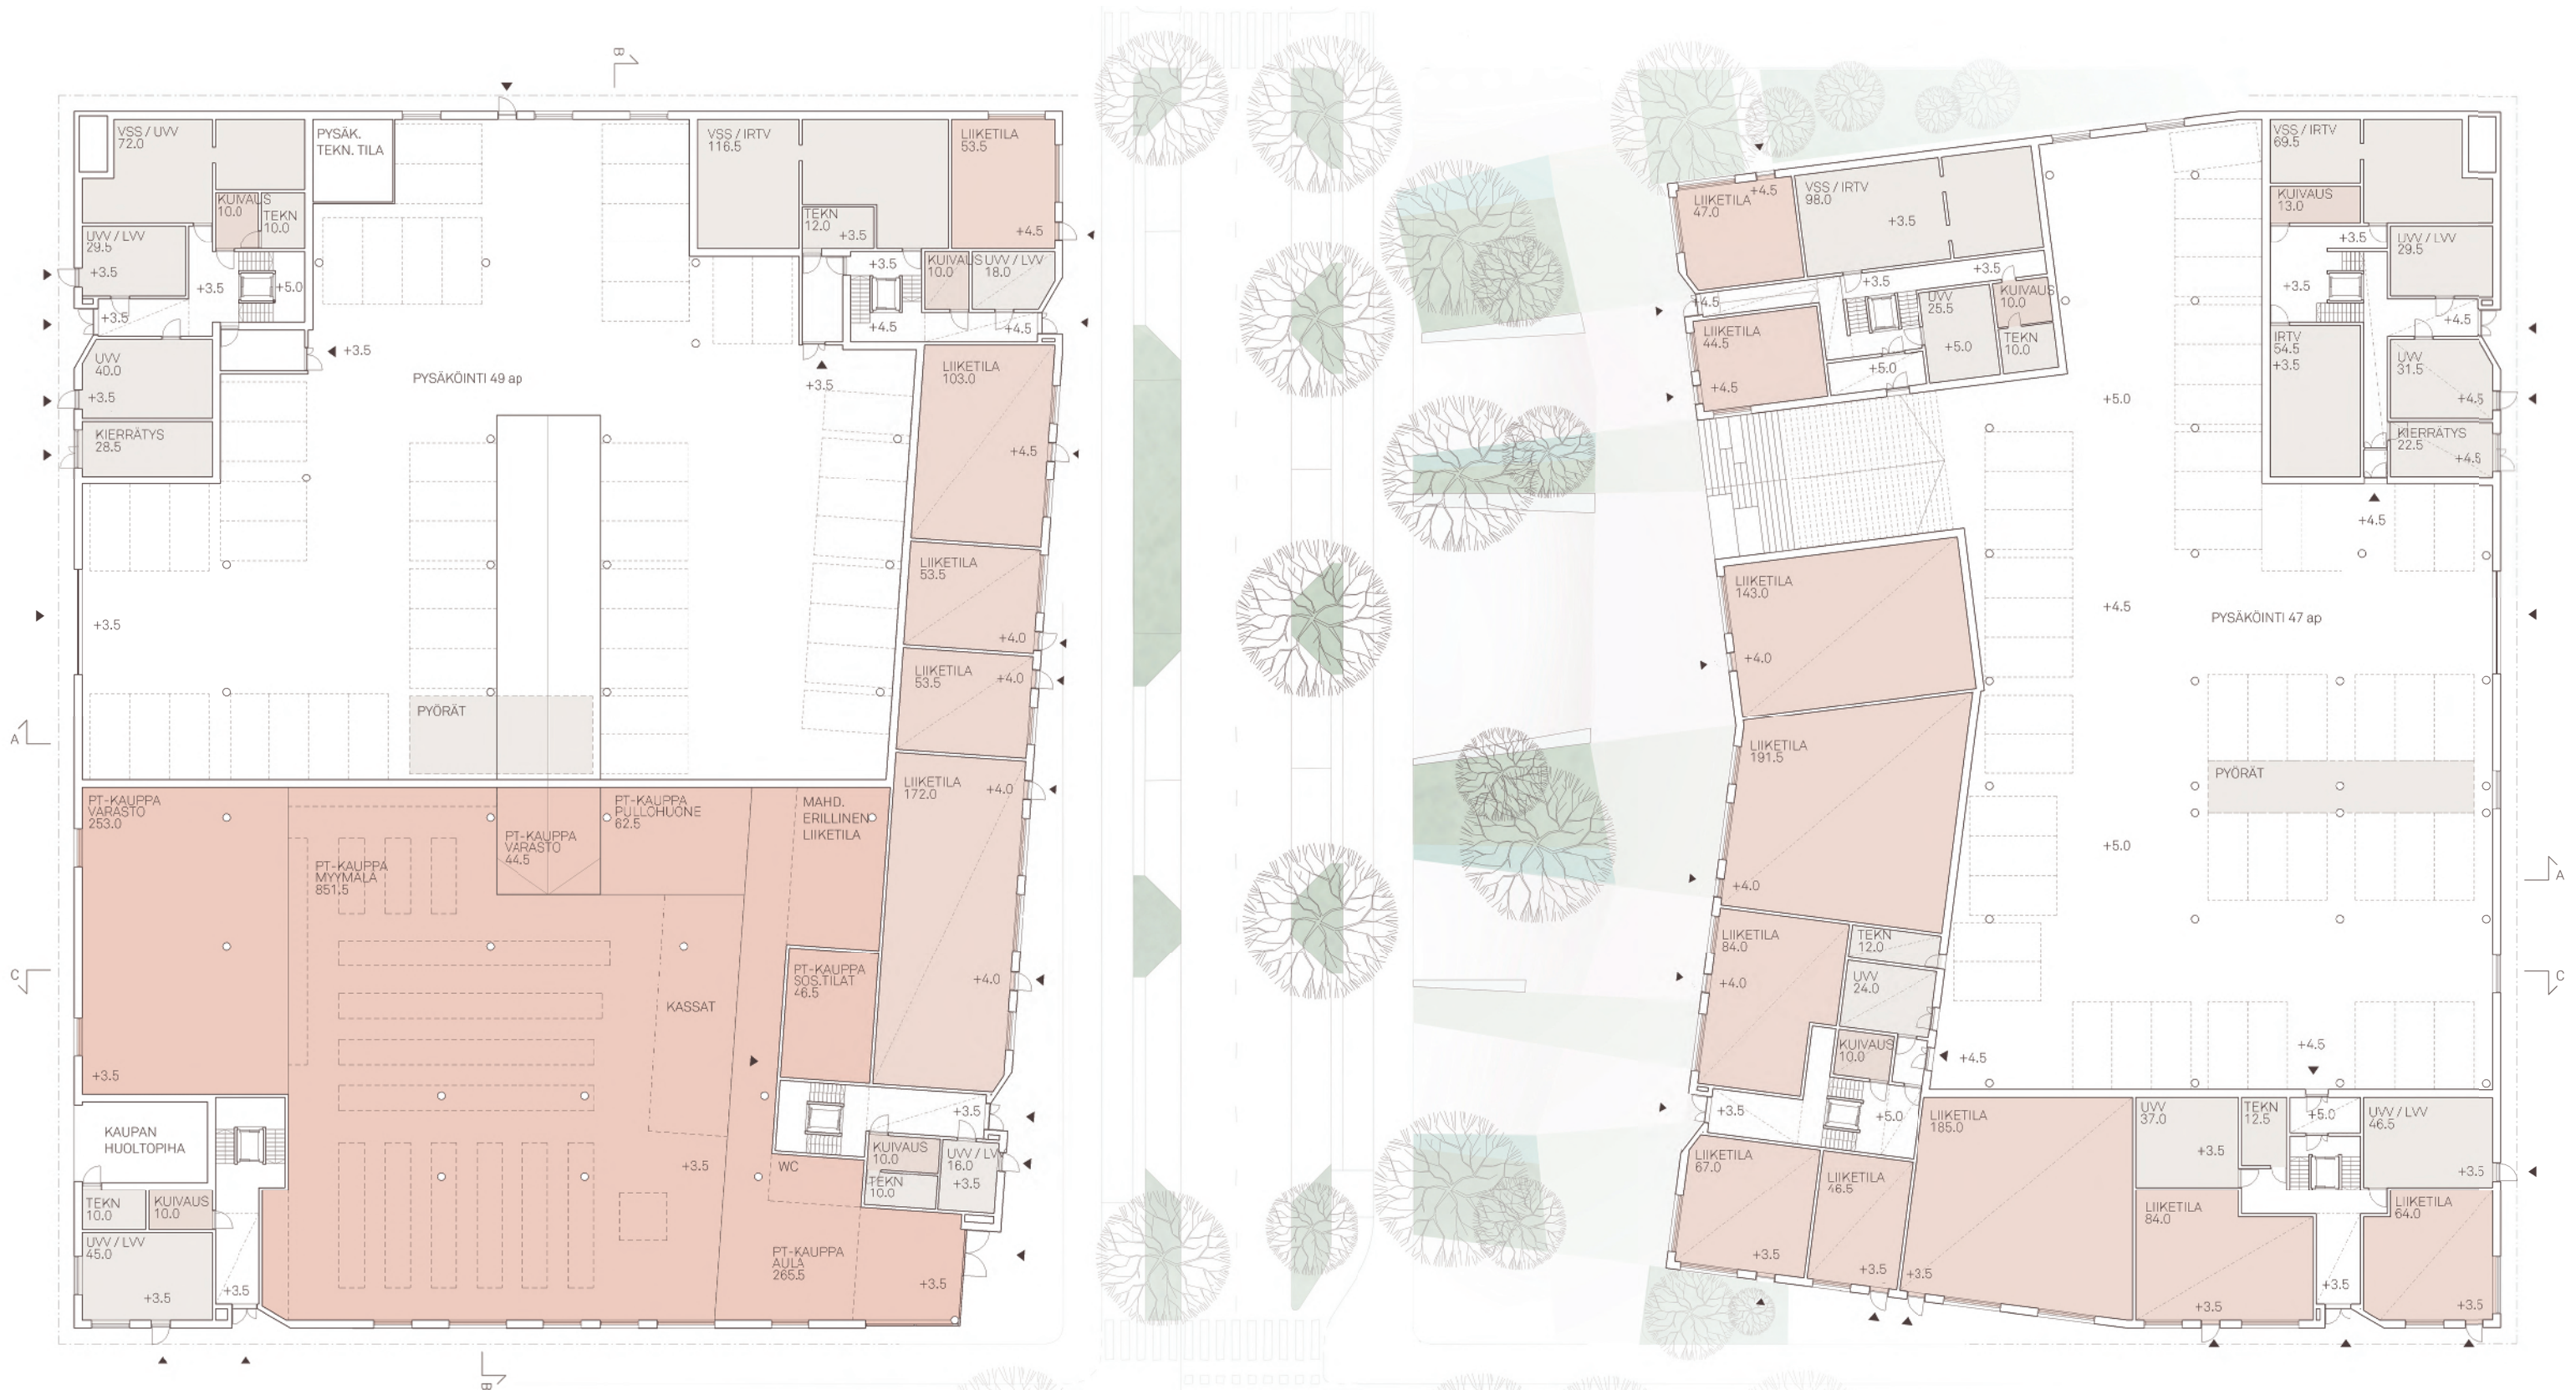 B
VSS / UVV
72.0
KUIVAUS
10.0
TEKN
10.0
PYSÄK.
TEKN. TILA
UVV / LVV
29.5
+3.5
+3.5
+5.0
+3.5
UVV
40.0
+3.5
KIERRÄTYS
28.5
+3.5
PYSÄKÖINTI 49 ap
+3.5
PYÖRÄT
VSS / IRTV
116.5
TEKN
12.0
+3.5
LIIKETILA
53.5
+4.5
+3.5
KUIVAUS
10.0
UVV / LVV
18.0
+4.5
+4.5
+3.5
LIIKETILA
103.0
+4.5
LIIKETILA
53.5
+4.0
LIIKETILA
53.5
+4.0
LIIKETILA
172.0
+4.0
+4.0
A
C
PT-KAUPPA
VARASTO
253.0
+3.5
PT-KAUPPA
MYYMÄLÄ
851.5
PT-KAUPPA
VARASTO
44.5
PT-KAUPPA
PULLOHUONE
62.5
MAHD.
ERILLINEN
LIIKETILA
PT-KAUPPA
SOS.TILAT
46.5
KASSAT
+3.5
WC
+3.5
KUIVAUS
10.0
TEKN
10.0
UVV / LVV
16.0
+3.5
PT-KAUPPA
AULA
265.5
+3.5
KAUPAN
HUOLTOPIHA
TEKN
10.0
KUIVAUS
10.0
UVV / LVV
45.0
+3.5
+3.5
B
LIIKETILA
47.0
+4.5
VSS / IRTV
98.0
+3.5
+3.5
+3.5
+4.5
LIIKETILA
44.5
+4.5
UVV
25.5
+5.0
KUIVAUS
10.0
TEKN
10.0
+5.0
VSS / IRTV
69.5
KUIVAUS
13.0
+3.5
UVV / LVV
29.5
+3.5
+4.5
IRTV
54.5
+3.5
UVV
31.5
+4.5
KIERRÄTYS
22.5
+4.5
+4.5
+5.0
+4.5
PYSÄKÖINTI 47 ap
PYÖRÄT
+5.0
LIIKETILA
143.0
+4.0
LIIKETILA
191.5
+4.0
LIIKETILA
84.0
+4.0
TEKN
12.0
UVV
24.0
KUIVAUS
10.0
+4.5
+3.5
+5.0
LIIKETILA
67.0
+3.5
LIIKETILA
46.5
+3.5
LIIKETILA
185.0
+3.5
UVV
37.0
+3.5
TEKN
12.5
+4.5
+5.0
UVV / LVV
46.5
+3.5
LIIKETILA
84.0
+3.5
+3.5
LIIKETILA
64.0
+3.5
A
C